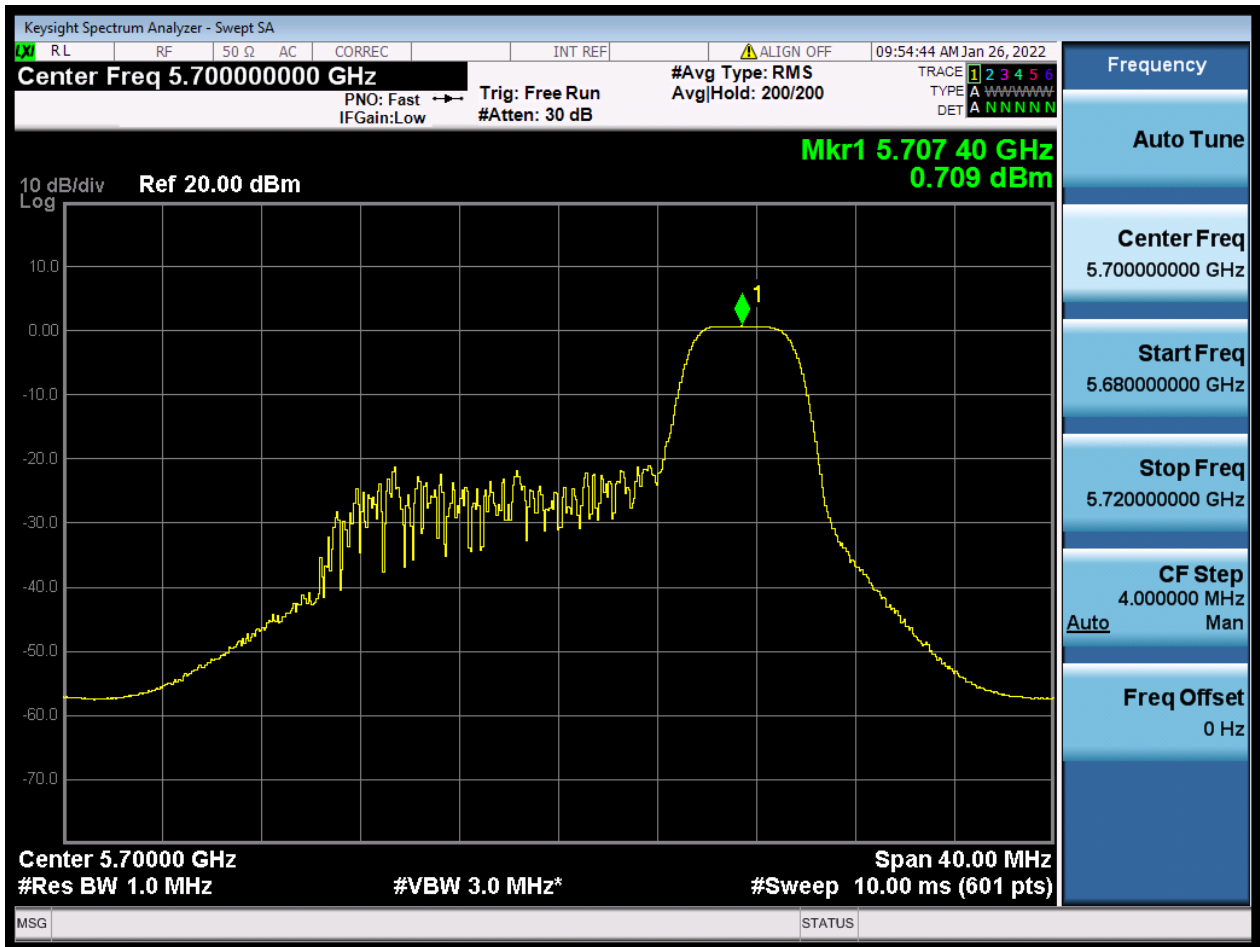 Keysight Spectrum Analyzer - Swept SA
LXI RL RF 50 Ω AC CORREC INT REF ALIGN OFF 09:54:44 AM Jan 26, 2022
Center Freq 5.700000000 GHz
PNO: Fast
IFGain:Low
Trig: Free Run
#Atten: 30 dB
#Avg Type: RMS
Avg|Hold: 200/200
TRACE 1 2 3 4 5 6
TYPE A WWWWW
DET A N N N N N
Mkr1 5.707 40 GHz
0.709 dBm
10 dB/div Ref 20.00 dBm
Log
10.0
0.00
-10.0
-20.0
-30.0
-40.0
-50.0
-60.0
-70.0
1
Center 5.70000 GHz Span 40.00 MHz
#Res BW 1.0 MHz #VBW 3.0 MHz* #Sweep 10.00 ms (601 pts)
MSG STATUS
Frequency
Auto Tune
Center Freq
5.700000000 GHz
Start Freq
5.680000000 GHz
Stop Freq
5.720000000 GHz
CF Step
4.000000 MHz
Auto Man
Freq Offset
0 Hz